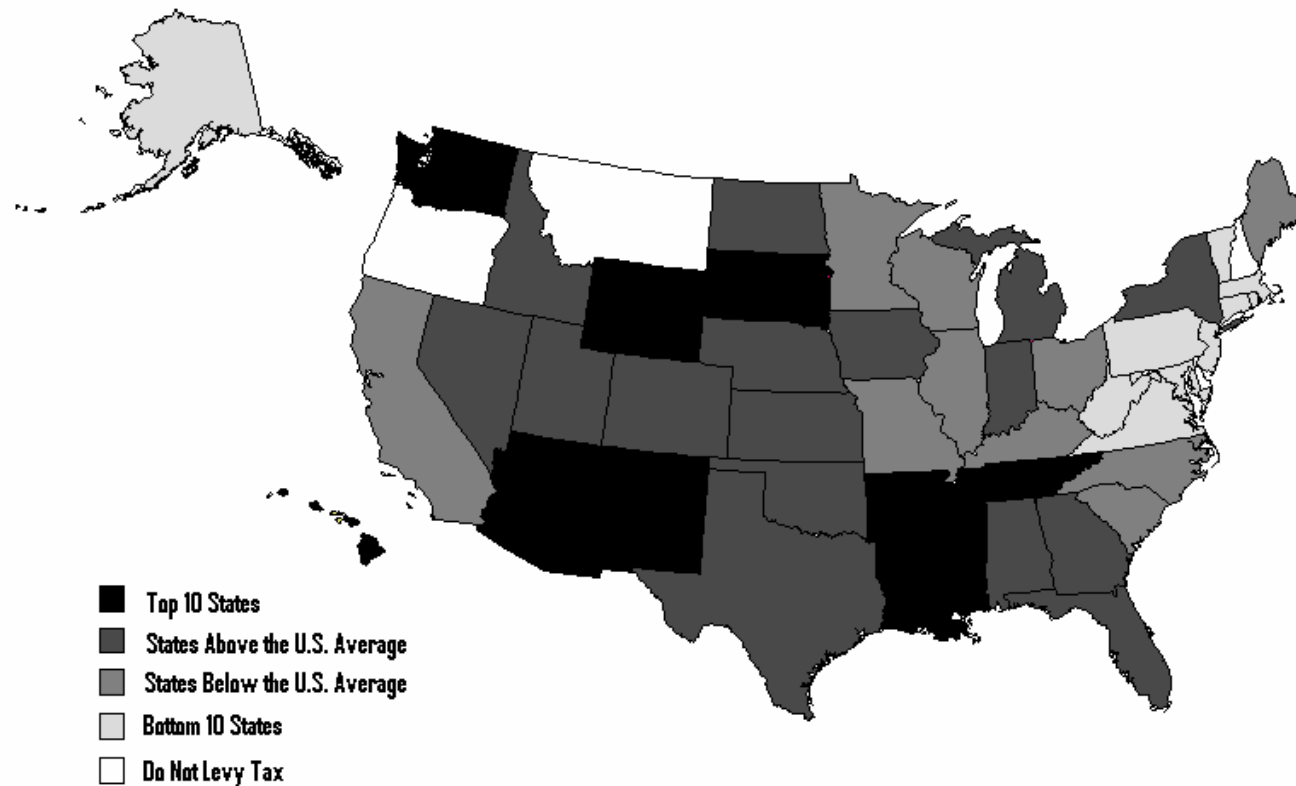 Top 10 States
States Above the U.S. Average
States Below the U.S. Average
Bottom 10 States
Do Not Levy Tax